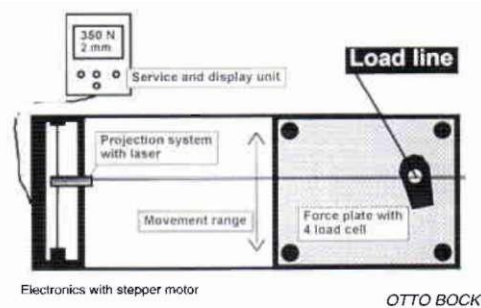 350 N
2 mm
Service and display unit
Load line
Projection system
with laser
Movement range
Force plate with
4 load cell
Electronics with stepper motor
OTTO BOCK